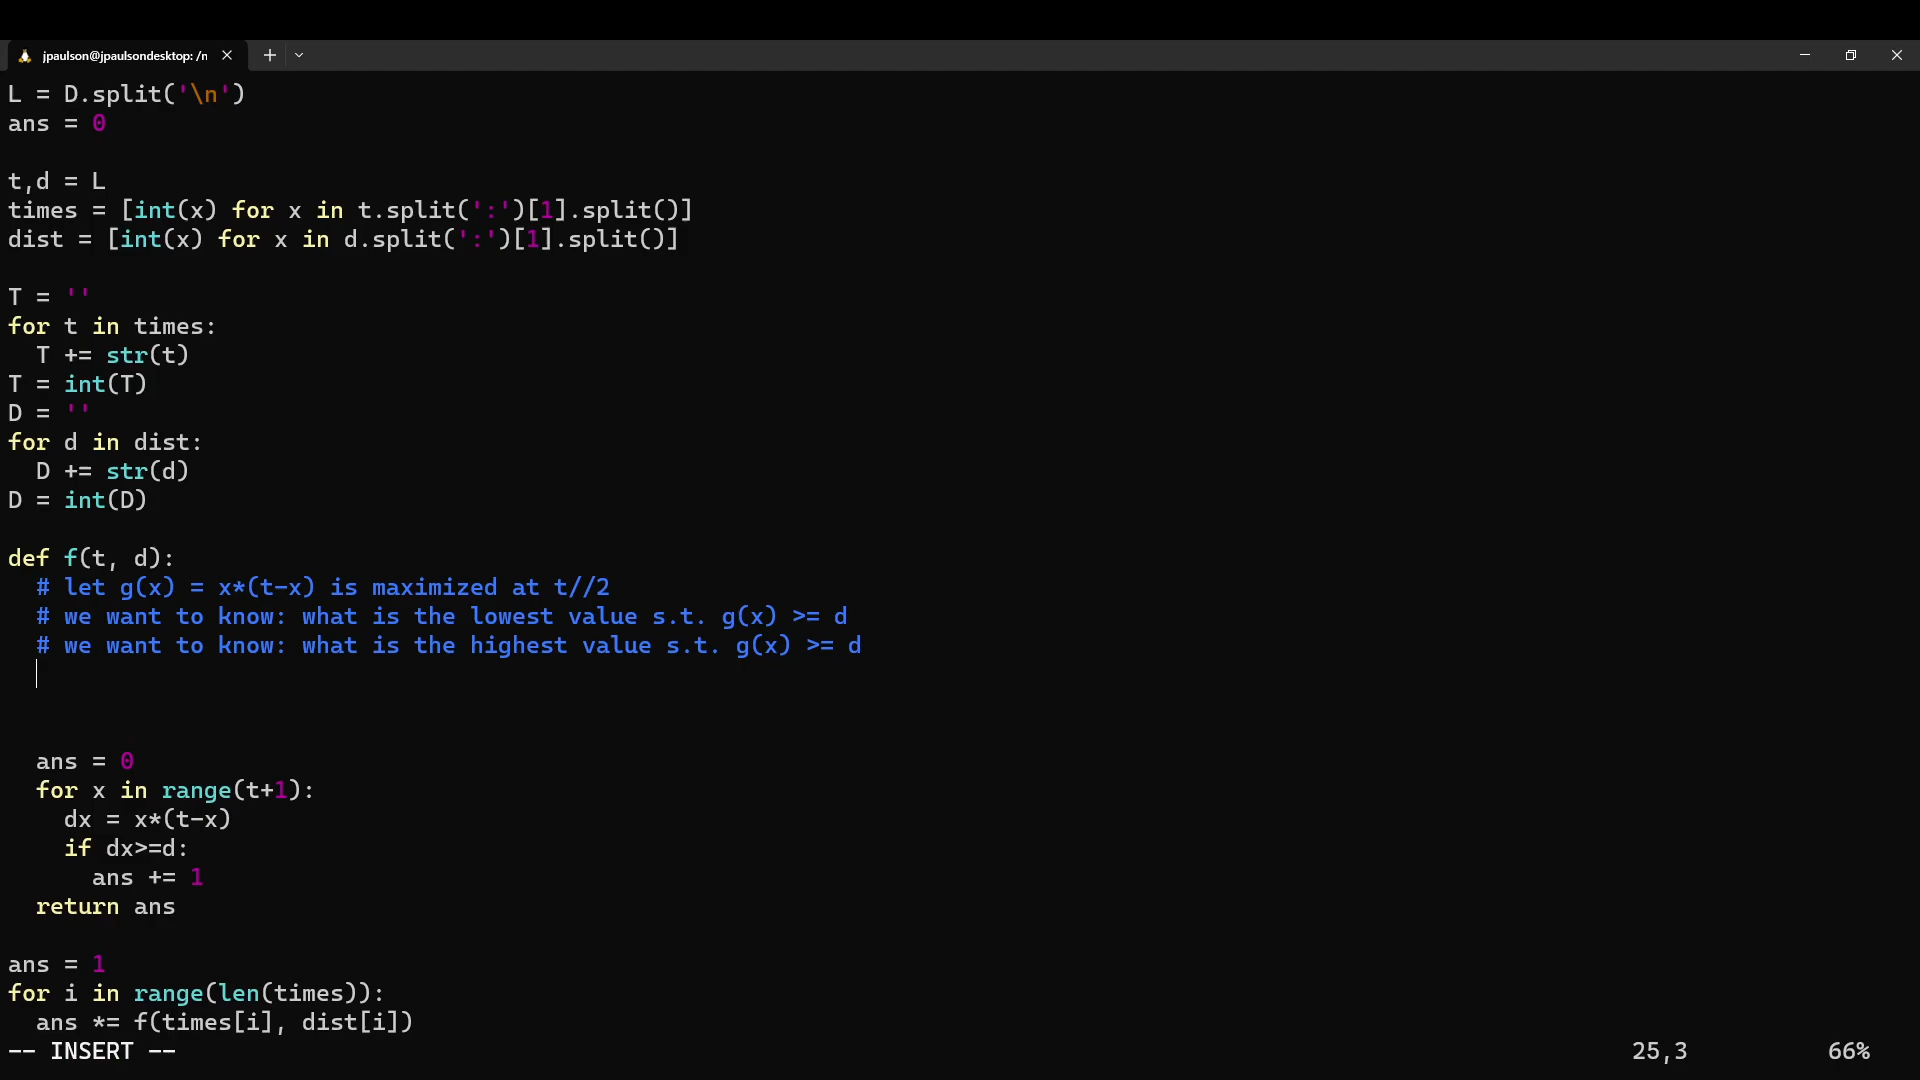 jpaulson@jpaulsondesktop: /n
L = D.split('\n')
ans = 0
t,d = L
times = [int(x) for x in t.split(':')[1].split()]
dist = [int(x) for x in d.split(':')[1].split()]
T = ''
for t in times:
  T += str(t)
T = int(T)
D = ''
for d in dist:
  D += str(d)
D = int(D)
def f(t, d):
  # let g(x) = x*(t-x) is maximized at t//2
  # we want to know: what is the lowest value s.t. g(x) >= d
  # we want to know: what is the highest value s.t. g(x) >= d
  ans = 0
  for x in range(t+1):
    dx = x*(t-x)
    if dx>=d:
      ans += 1
  return ans
ans = 1
for i in range(len(times)):
  ans *= f(times[i], dist[i])
-- INSERT -- 25,3 66%